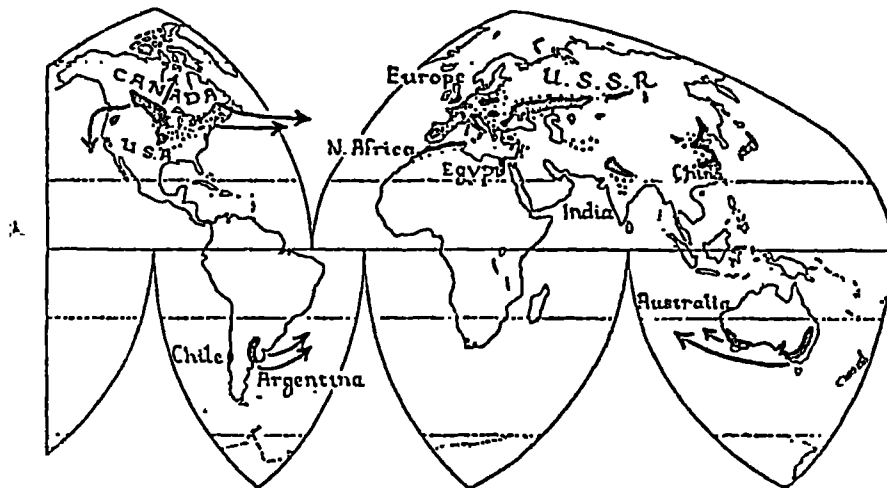 CANADA
U.S.A
Europe
U.S.S.R
N. Africa
Egypt
India
China
Chile
Argentina
Australia